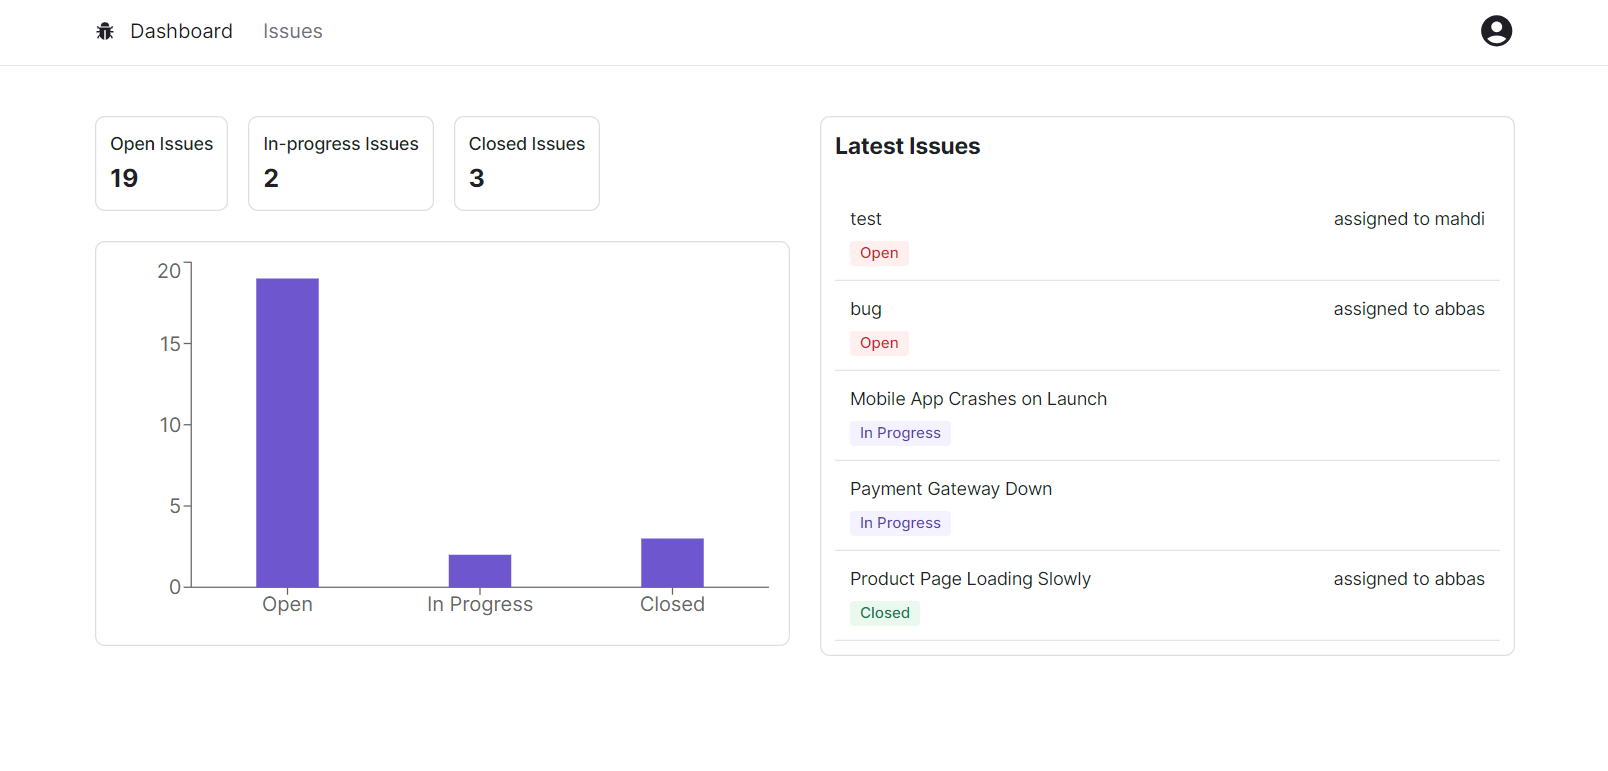 Dashboard Issues
Open Issues
19
In-progress Issues
2
Closed Issues
3
20
15
10
5
0
Open In Progress Closed
Latest Issues
test assigned to mahdi
Open
bug assigned to abbas
Open
Mobile App Crashes on Launch
In Progress
Payment Gateway Down
In Progress
Product Page Loading Slowly assigned to abbas
Closed